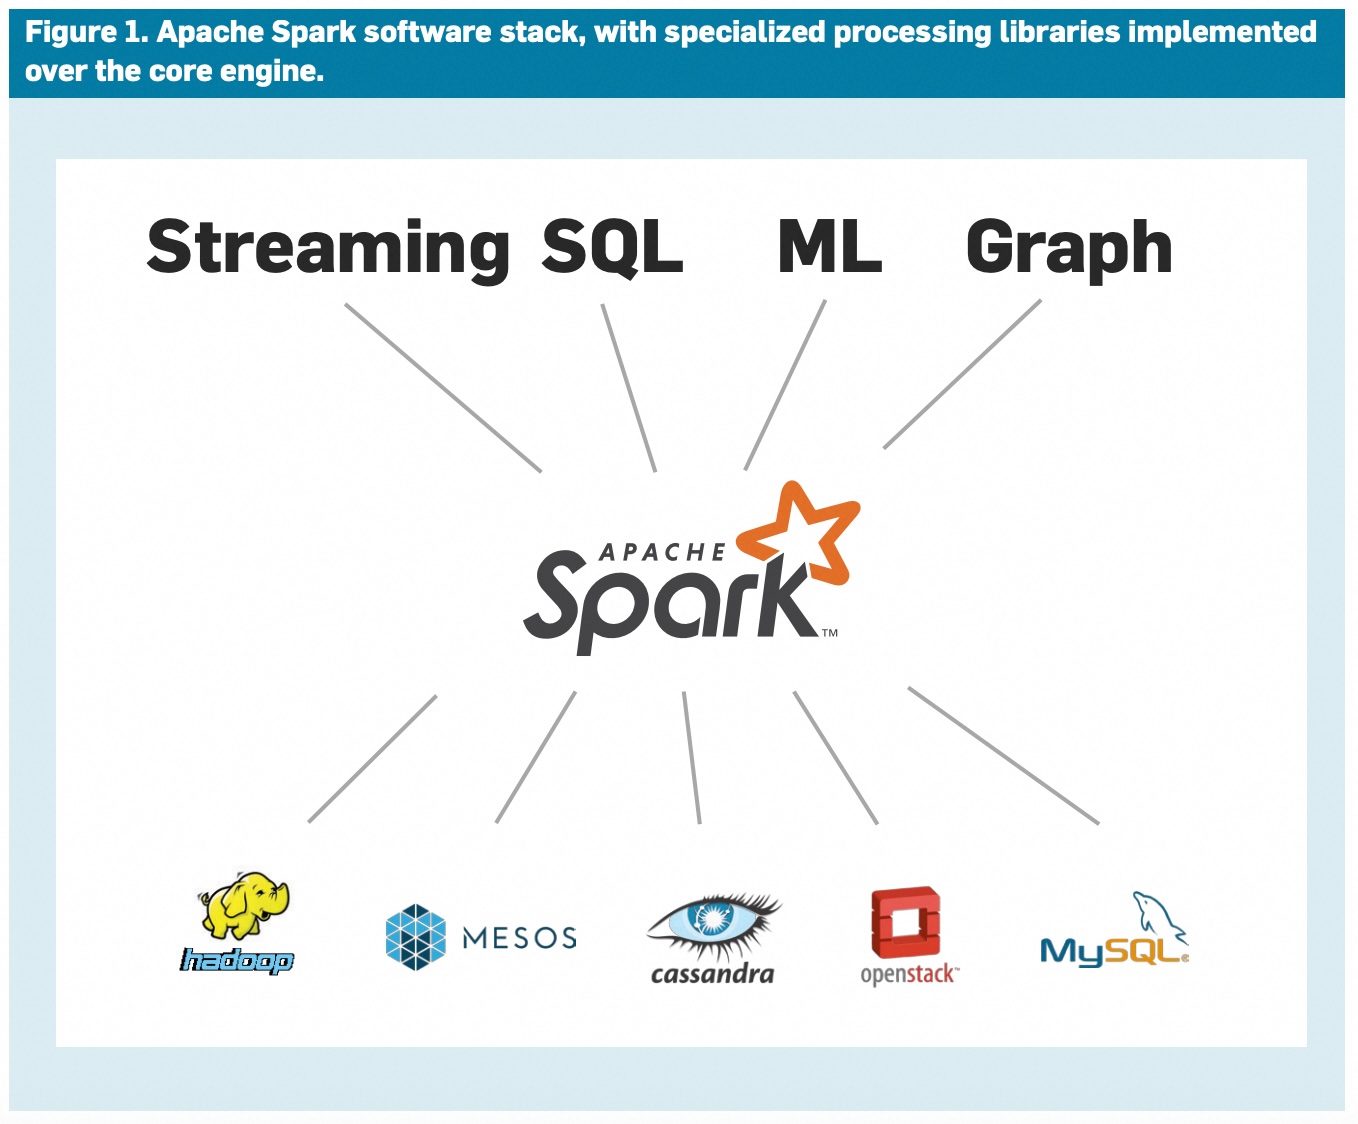 Figure 1. Apache Spark software stack, with specialized processing libraries implemented
over the core engine.
Streaming SQL ML Graph
APACHE
Spark™
hadoop MESOS cassandra openstack™ MySQL®